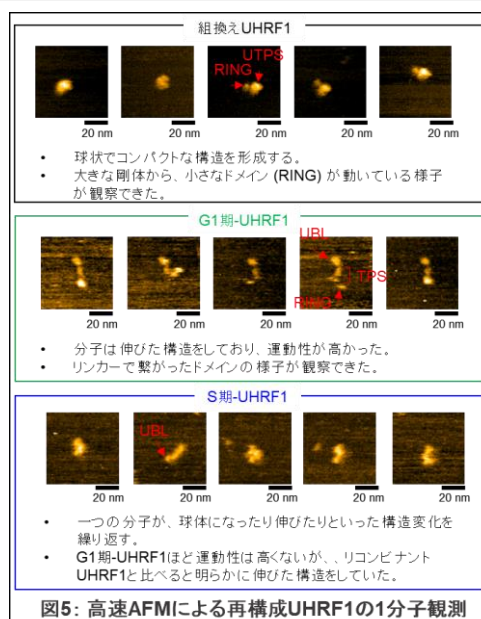 組換えUHRF1
UTPS
RING
20 nm 20 nm 20 nm 20 nm 20 nm
• 球状でコンパクトな構造を形成する。
• 大きな剛体から、小さなドメイン (RING) が動いている様子
が観察できた。
G1期-UHRF1
UBL
TPS
RING
20 nm 20 nm 20 nm 20 nm 20 nm
• 分子は伸びた構造をしており、運動性が高かった。
• リンカーで繋がったドメインの様子が観察できた。
S期-UHRF1
UBL
20 nm 20 nm 20 nm 20 nm 20 nm
• 一つの分子が、球体になったり伸びたりといった構造変化を
繰り返す。
• G1期-UHRF1ほど運動性は高くないが、、リコンビナント
UHRF1と比べると明らかに伸びた構造をしていた。
図5: 高速AFMによる再構成UHRF1の1分子観測